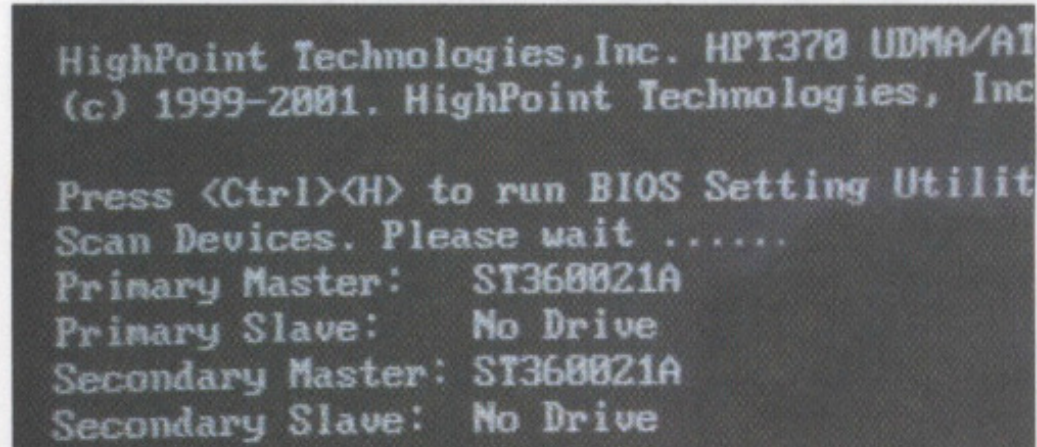 HighPoint Technologies,Inc. HPT370 UDMA/AT
(c) 1999-2001. HighPoint Technologies, Inc
Press <Ctrl><H> to run BIOS Setting Utilit
Scan Devices. Please wait ......
Primary Master: ST360021A
Primary Slave: No Drive
Secondary Master: ST360021A
Secondary Slave: No Drive